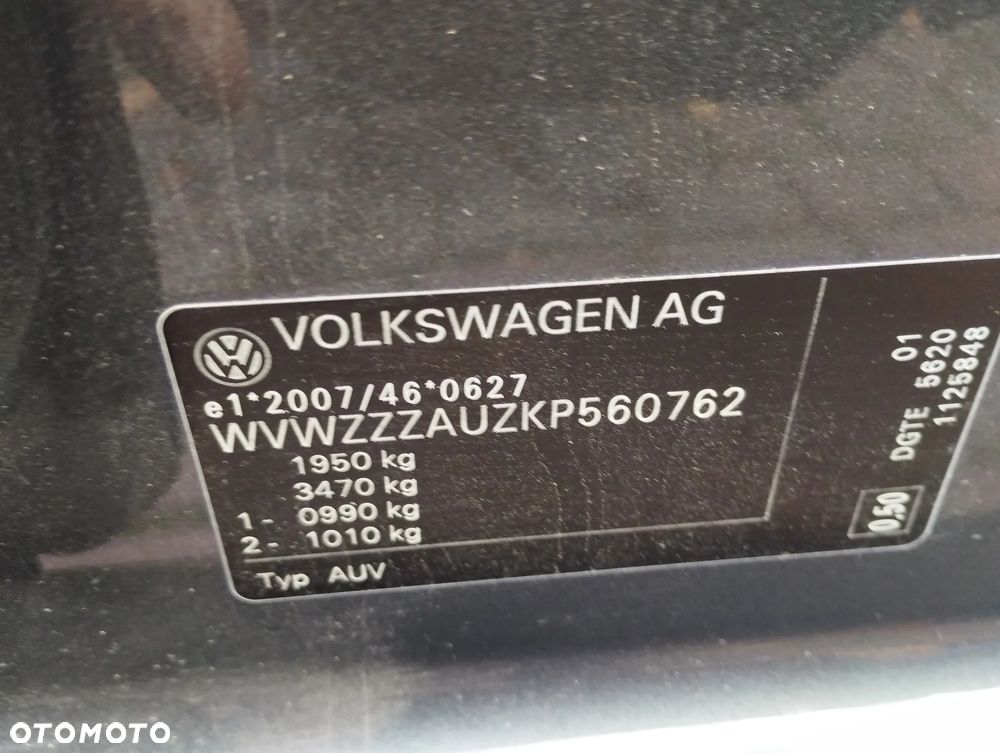 VOLKSWAGEN AG
e1*2007/46*0627
WVWZZZAUZKP560762
1950 kg
3470 kg
1- 0990 kg
2- 1010 kg
Typ AUV
01
DGTE 5620
1125848
0.50
OTOMOTO